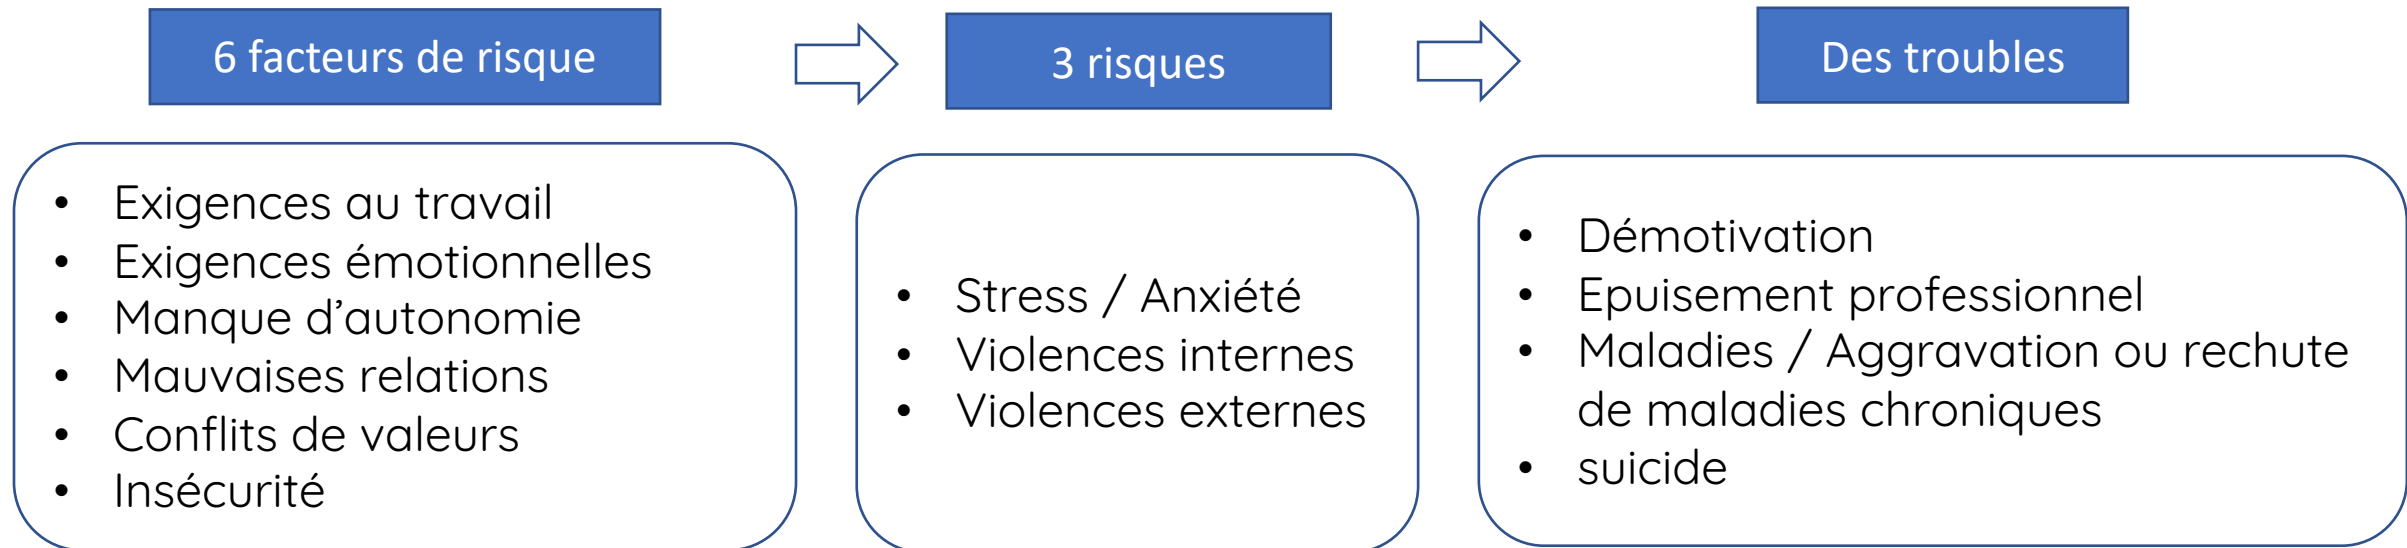 6 facteurs de risque
3 risques
Des troubles
• Exigences au travail
• Exigences émotionnelles
• Manque d’autonomie
• Mauvaises relations
• Conflits de valeurs
• Insécurité
• Stress / Anxiété
• Violences internes
• Violences externes
• Démotivation
• Epuisement professionnel
• Maladies / Aggravation ou rechute
de maladies chroniques
• suicide